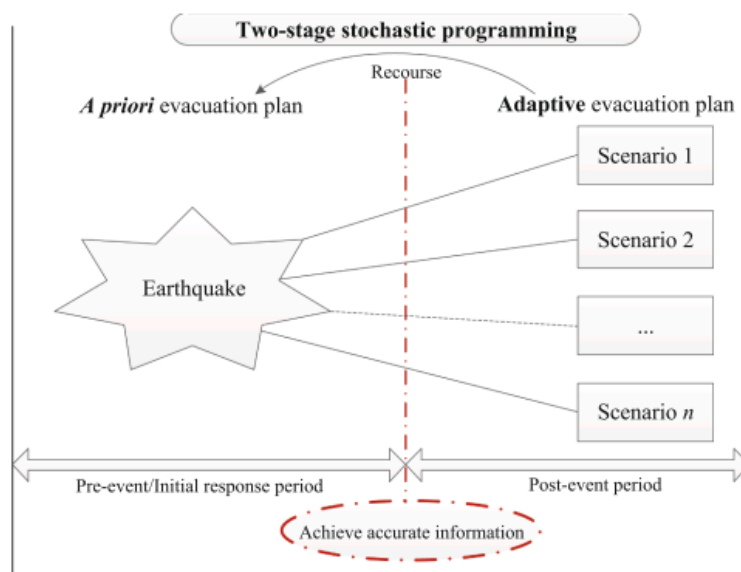 Two-stage stochastic programming
Recourse
A priori evacuation plan
Adaptive evacuation plan
Scenario 1
Scenario 2
Earthquake
...
Scenario n
Pre-event/Initial response period
Post-event period
Achieve accurate information